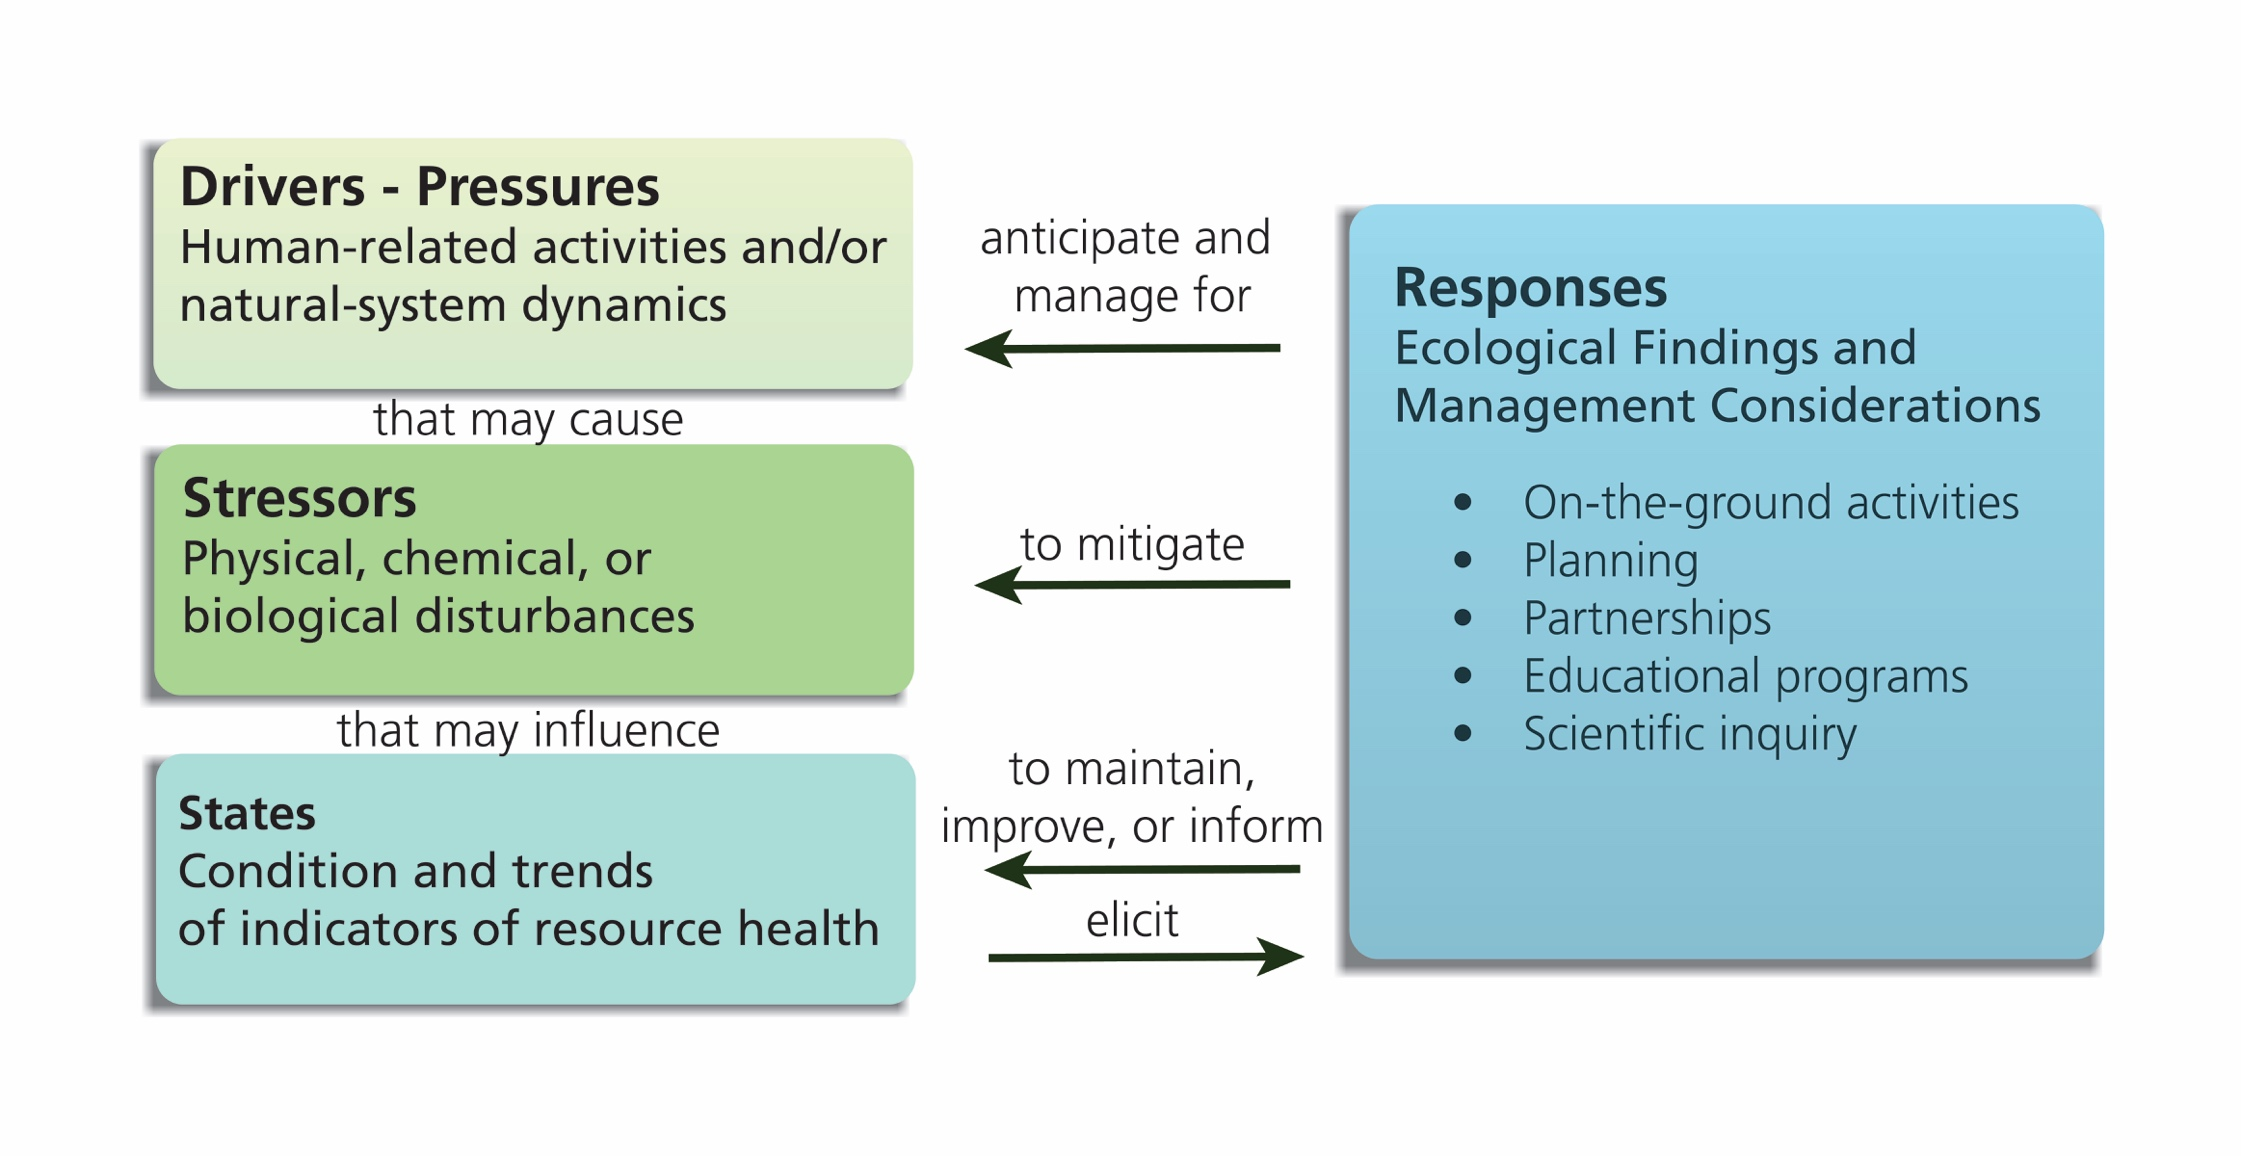 Drivers - Pressures
Human-related activities and/or
natural-system dynamics
that may cause
Stressors
Physical, chemical, or
biological disturbances
that may influence
States
Condition and trends
of indicators of resource health
anticipate and
manage for
to mitigate
to maintain,
improve, or inform
elicit
Responses
Ecological Findings and
Management Considerations
• On-the-ground activities
• Planning
• Partnerships
• Educational programs
• Scientific inquiry